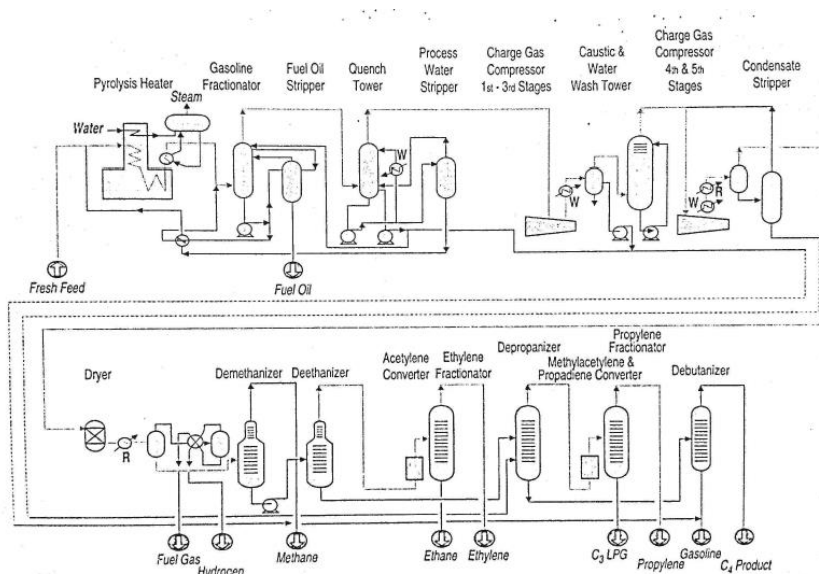 Pyrolysis Heater
Steam
Water
Fresh Feed
Gasoline
Fractionator
Fuel Oil
Stripper
Fuel Oil
Quench
Tower
W
Process
Water
Stripper
Charge Gas
Compressor
1st - 3rd Stages
W
Caustic &
Water
Wash Tower
Charge Gas
Compressor
4th & 5th
Stages
R
W
Condensate
Stripper
Dryer
R
Fuel Gas
Hydrogen
Demethanizer
Methane
Deethanizer
Acetylene
Converter
Ethylene
Fractionator
Ethane
Ethylene
Depropanizer
Methylacetylene &
Propadiene Converter
Propylene
Fractionator
C3 LPG
Propylene
Debutanizer
Gasoline
C4 Product